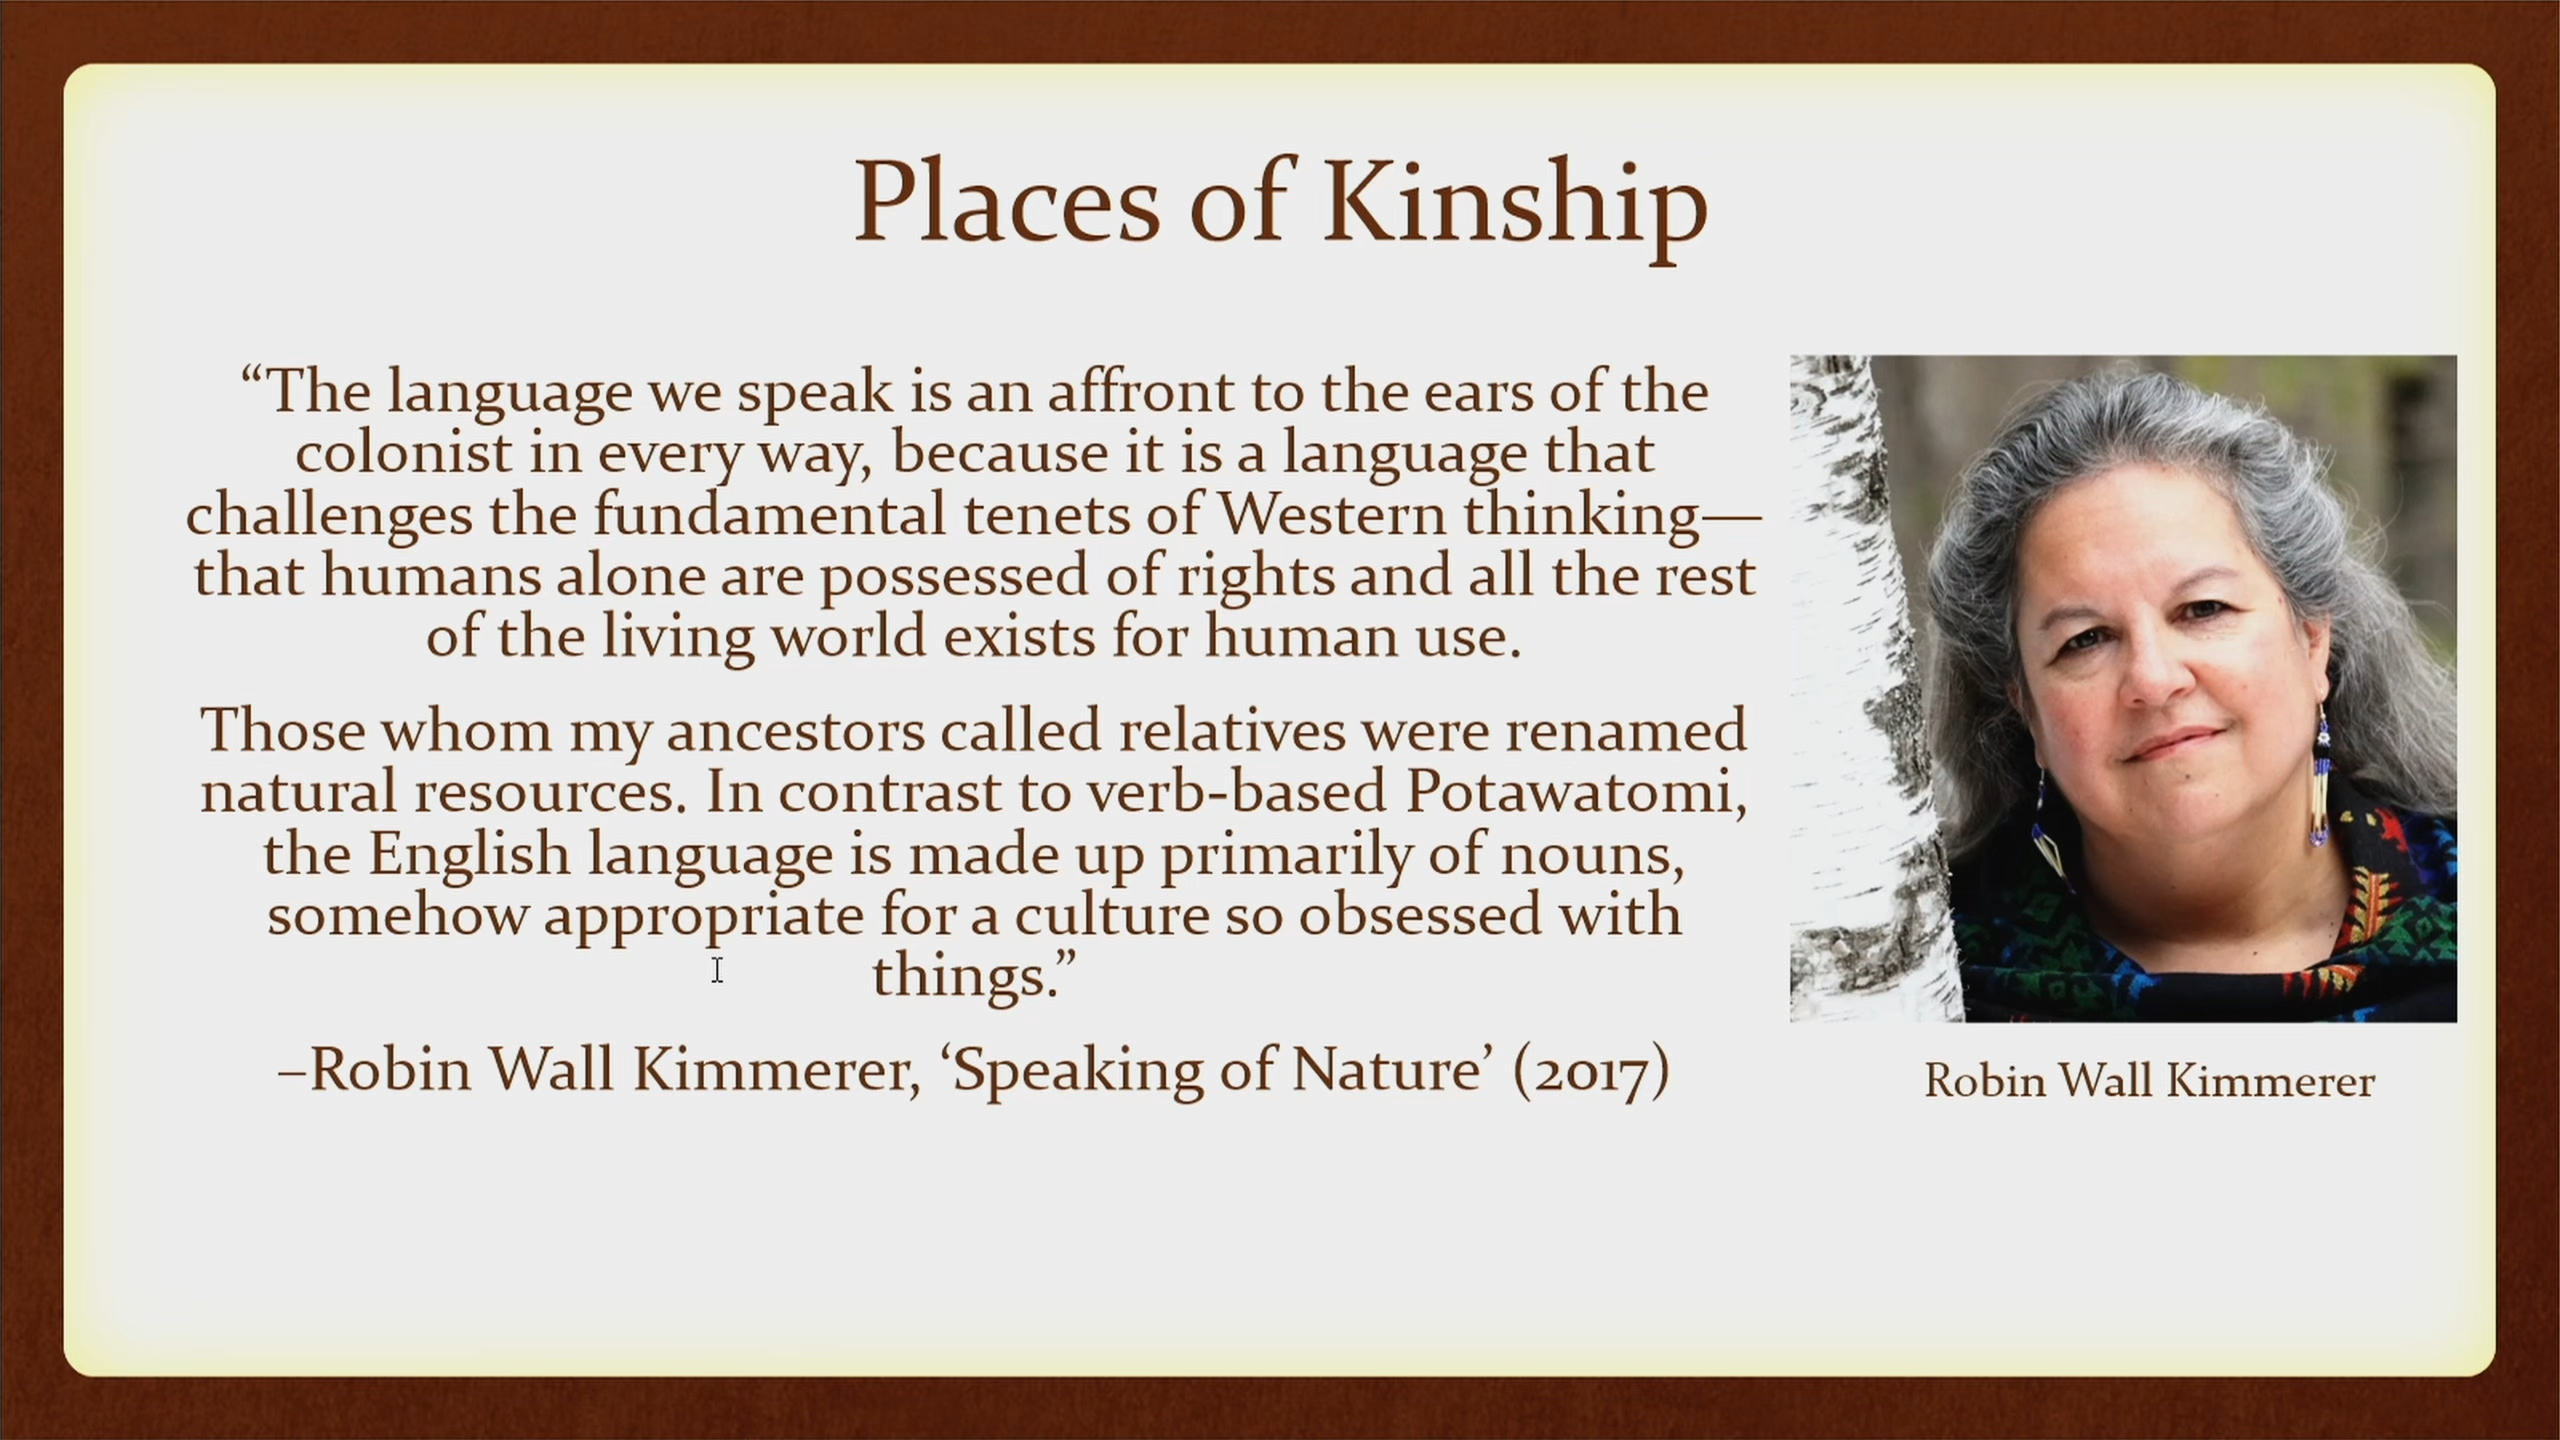 Places of Kinship
“The language we speak is an affront to the ears of the
colonist in every way, because it is a language that
challenges the fundamental tenets of Western thinking—
that humans alone are possessed of rights and all the rest
of the living world exists for human use.
Those whom my ancestors called relatives were renamed
natural resources. In contrast to verb-based Potawatomi,
the English language is made up primarily of nouns,
somehow appropriate for a culture so obsessed with
things.”
–Robin Wall Kimmerer, ‘Speaking of Nature’ (2017)
Robin Wall Kimmerer